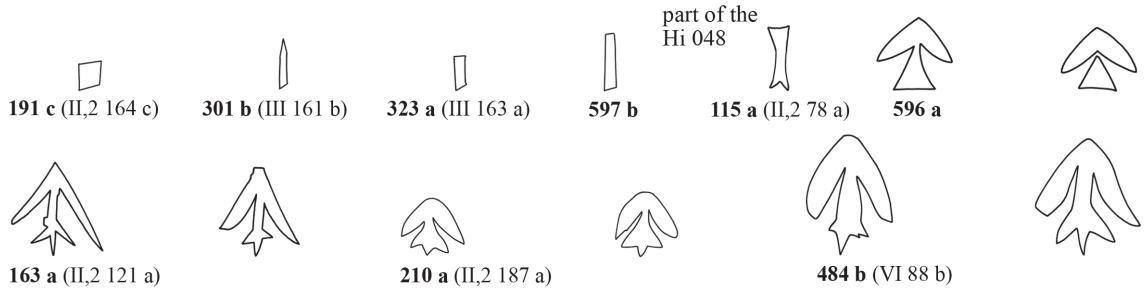 part of the
Hi 048
191 c (II,2 164 c) 301 b (III 161 b) 323 a (III 163 a) 597 b 115 a (II,2 78 a) 596 a
163 a (II,2 121 a) 210 a (II,2 187 a) 484 b (VI 88 b)